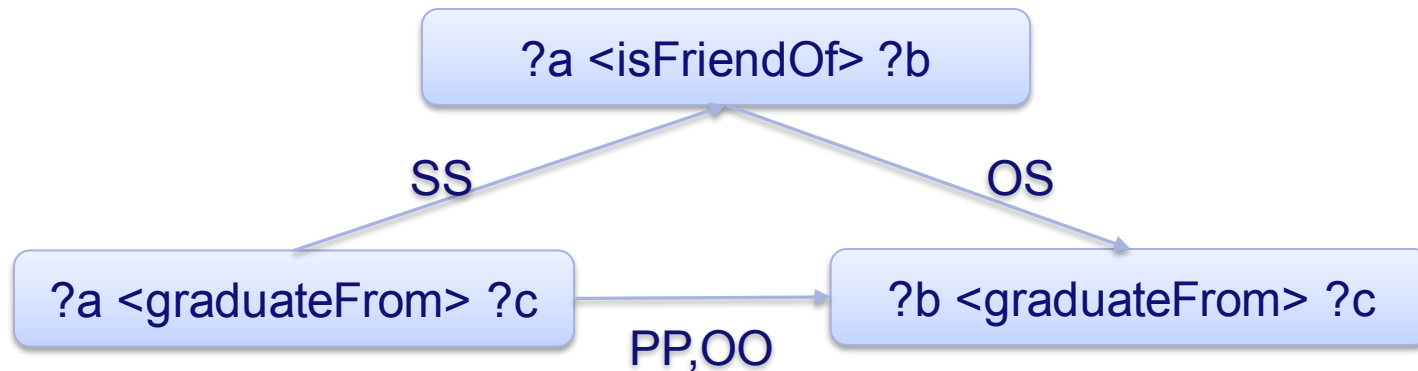 ?a <isFriendOf> ?b
SS
OS
?a <graduateFrom> ?c
?b <graduateFrom> ?c
PP,OO